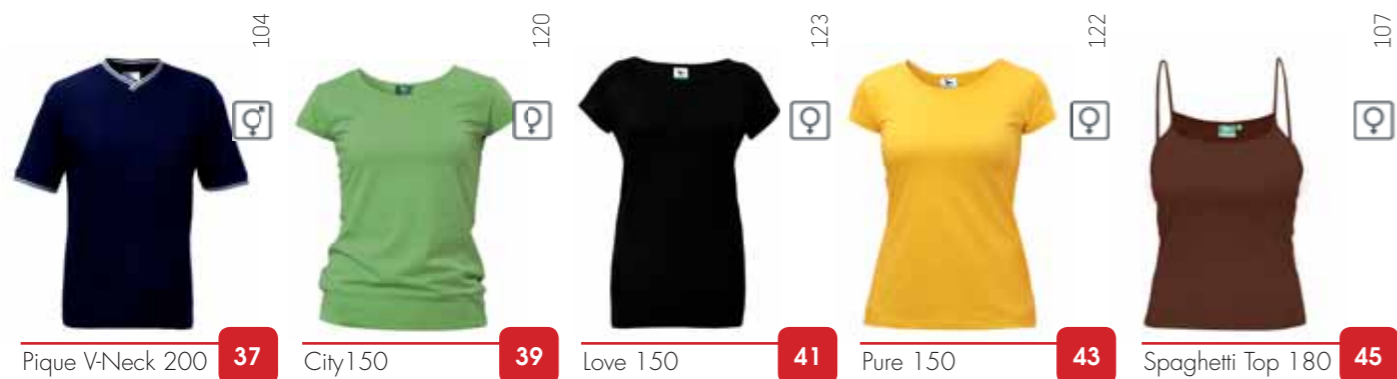 104
120
123
122
107
Pique V-Neck 200 37
City150 39
Love 150 41
Pure 150 43
Spaghetti Top 180 45